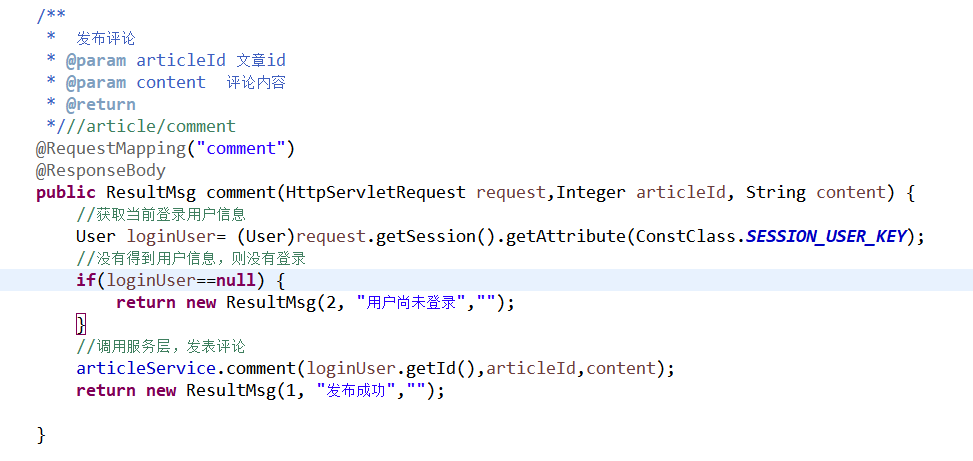 /**
 *  发布评论
 * @param articleId 文章id
 * @param content  评论内容
 * @return
 *///article/comment
@RequestMapping("comment")
@ResponseBody
public ResultMsg comment(HttpServletRequest request,Integer articleId, String content) {
    //获取当前登录用户信息
    User loginUser= (User)request.getSession().getAttribute(ConstClass.SESSION_USER_KEY);
    //没有得到用户信息，则没有登录
    if(loginUser==null) {
        return new ResultMsg(2, "用户尚未登录","");
    }
    //调用服务层，发表评论
    articleService.comment(loginUser.getId(),articleId,content);
    return new ResultMsg(1, "发布成功","");
}